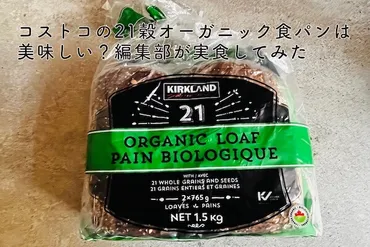 コストコの21穀オーガニック食パンは
美味しい？編集部が実食してみた
KIRKLAND
21
ORGANIC LOAF
PAIN BIOLOGIQUE
WITH / AVEC
21 WHOLE GRAINS AND SEEDS
21 GRAINS ENTIERS ET GRAINES
2×765g
LOAVES PAINS
NET 1.5 kg